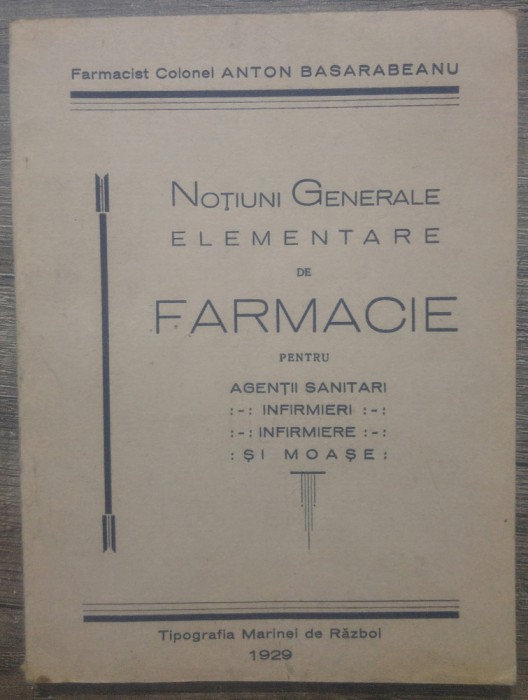 Farmacist Colonel ANTON BASARABEANU
NOȚIUNI GENERALE
ELEMENTARE
DE
FARMACIE
PENTRU
AGENȚII SANITARI
:-: INFIRMIERI :-:
:-: INFIRMIERE :-:
: ȘI MOAȘE :
Tipografia Marinei de Război
1929